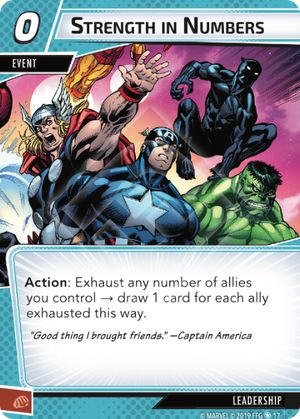 0
STRENGTH IN NUMBERS
EVENT
Action: Exhaust any number of allies
you control → draw 1 card for each ally
exhausted this way.
"Good thing I brought friends." —Captain America
© MARVEL © 2019 FFG 17
LEADERSHIP